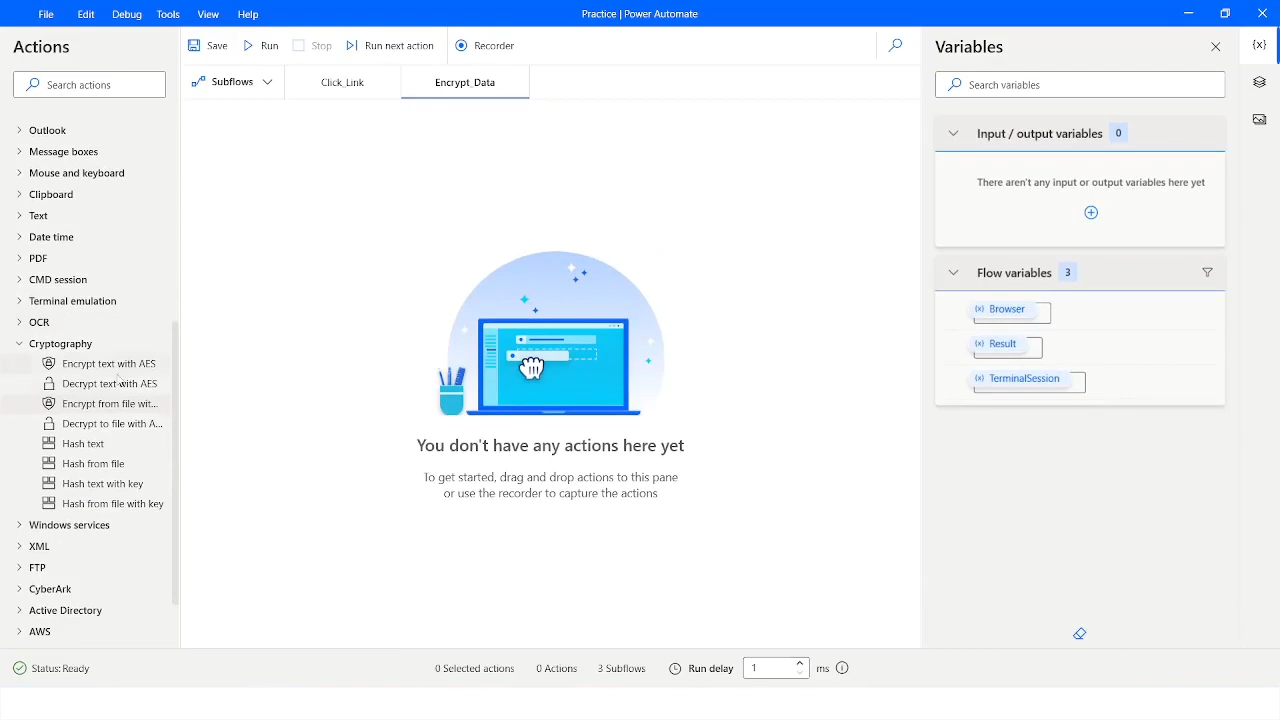 File Edit Debug Tools View Help Practice | Power Automate
Actions
Search actions
Outlook
Message boxes
Mouse and keyboard
Clipboard
Text
Date time
PDF
CMD session
Terminal emulation
OCR
Cryptography
Encrypt text with AES
Decrypt text with AES
Encrypt from file wit...
Decrypt to file with A...
Hash text
Hash from file
Hash text with key
Hash from file with key
Windows services
XML
FTP
CyberArk
Active Directory
AWS
Save Run Stop Run next action Recorder
Subflows Click_Link Encrypt_Data
You don't have any actions here yet
To get started, drag and drop actions to this pane
or use the recorder to capture the actions
Variables
{x}
Search variables
Input / output variables 0
There aren't any input or output variables here yet
Flow variables 3
(x) Browser
(x) Result
(x) TerminalSession
Status: Ready 0 Selected actions 0 Actions 3 Subflows Run delay 1 ms